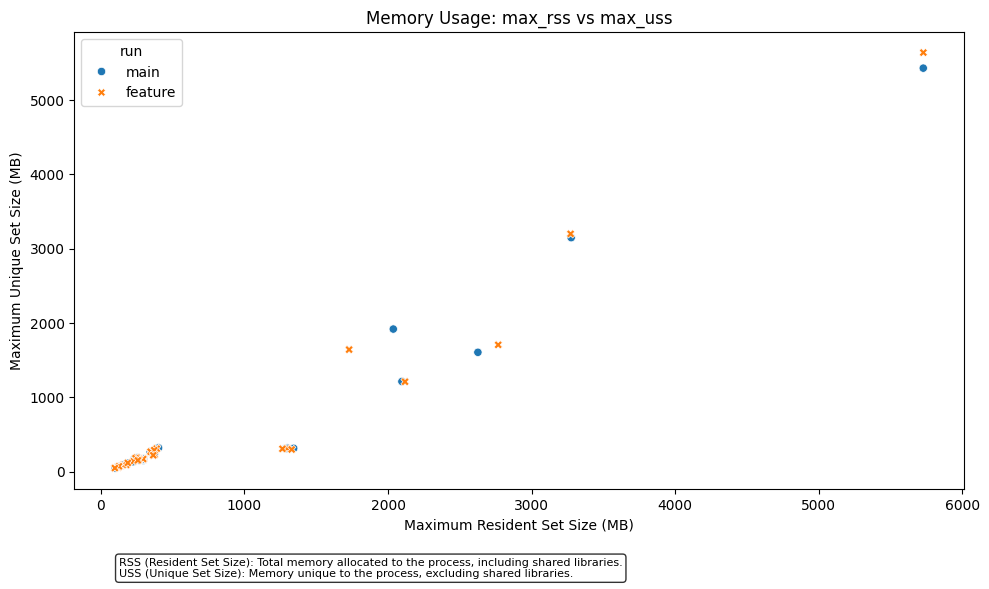 Memory Usage: max_rss vs max_uss
run
main
feature
Maximum Unique Set Size (MB)
5000
4000
3000
2000
1000
0
0 1000 2000 3000 4000 5000 6000
Maximum Resident Set Size (MB)
RSS (Resident Set Size): Total memory allocated to the process, including shared libraries.
USS (Unique Set Size): Memory unique to the process, excluding shared libraries.